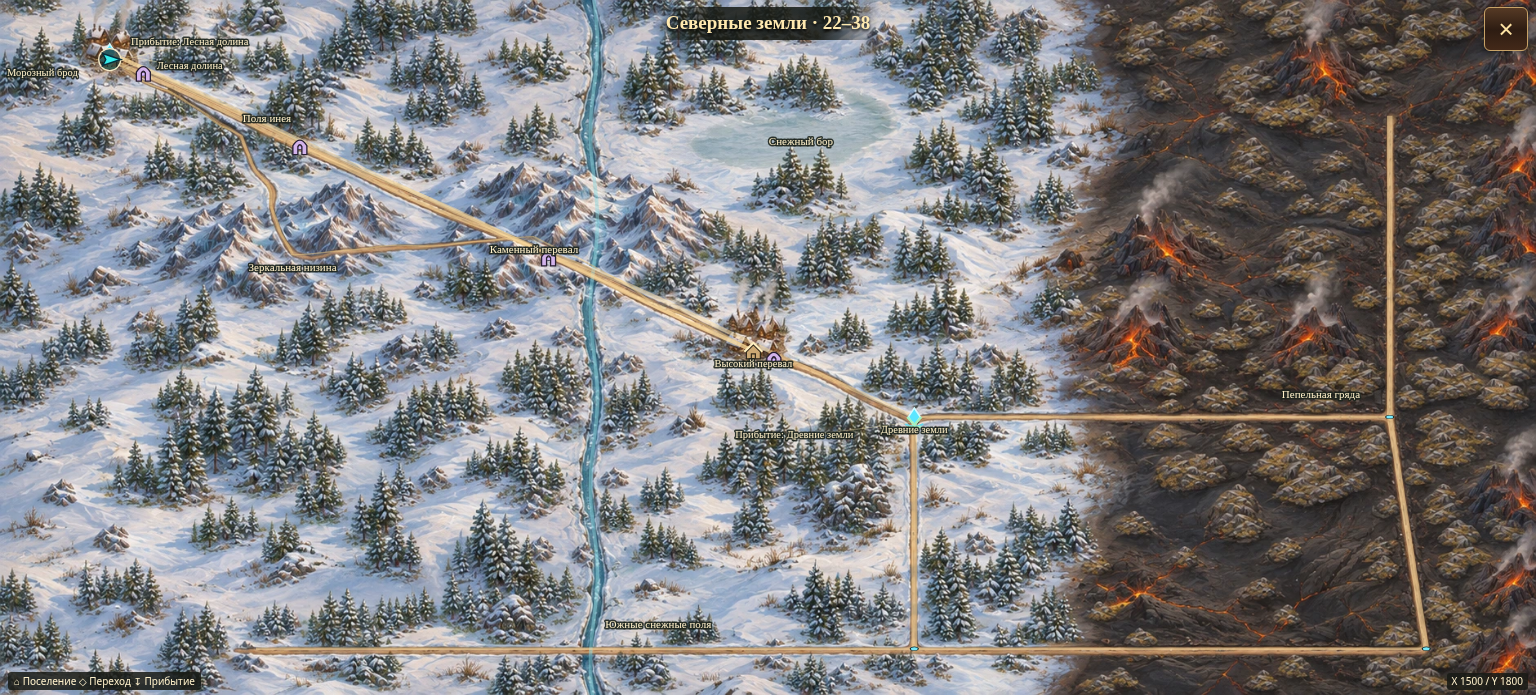 Северные земли · 22–38
×
Прибытие: Лесная долина
Лесная долина
Морозный брод
Поля инея
Снежный бор
Каменный перевал
Зеркальная низина
Высокий перевал
Пепельная гряда
Древние земли
Прибытие: Древние земли
Южные снежные поля
⌂ Поселение ◇ Переход ↧ Прибытие
X 1500 / Y 1800